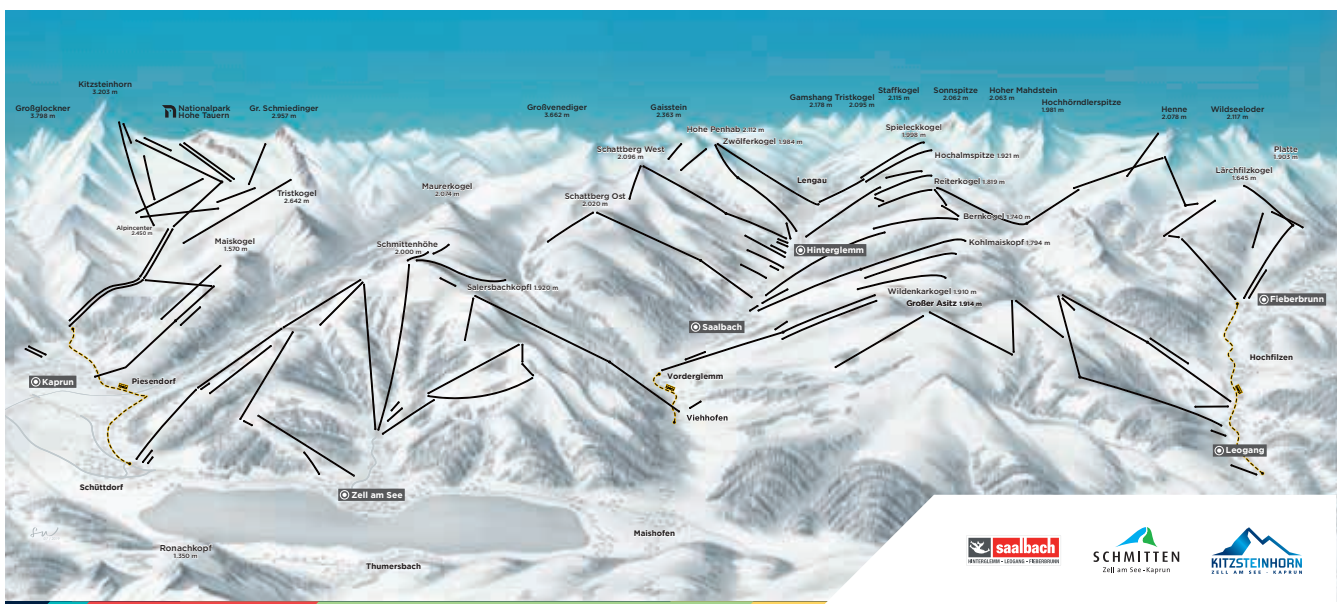 Kitzsteinhorn
3.203 m
Großglockner
3.798 m
Nationalpark
Hohe Tauern
Gr. Schmiedinger
2.957 m
Großvenediger
3.662 m
Gaisstein
2.363 m
Gamshang
2.178 m
Tristkogel
2.095 m
Staffkogel
2.115 m
Sonnspitze
2.062 m
Hoher Mahdstein
2.063 m
Hochhörndlerspitze
1.981 m
Henne
2.078 m
Wildseeloder
2.117 m
Hohe Penhab 2.112 m
Zwölferkogel 1.984 m
Spieleckkogel
1.998 m
Schattberg West
2.096 m
Hochalmspitze 1.921 m
Platte
1.903 m
Lärchfilzkogel
1.645 m
Lengau
Reiterkogel 1.819 m
Maurerkogel
2.074 m
Tristkogel
2.642 m
Schattberg Ost
2.020 m
Bernkogel 1.740 m
Alpincenter
2.450 m
Maiskogel
1.570 m
Schmittenhöhe
2.000 m
Hinterglemm
Kohlmaiskopf 1.794 m
Salersbachkopfl 1.920 m
Wildenkarkogel 1.910 m
Großer Asitz 1.914 m
Fieberbrunn
Saalbach
Hochfilzen
Kaprun
Piesendorf
Vorderglemm
Viehhofen
Leogang
Schüttdorf
Zell am See
Maishofen
Ronachkopf
1.350 m
Thumersbach
saalbach
HINTERGLEMM · LEOGANG · FIEBERBRUNN
SCHMITTEN
Zell am See - Kaprun
KITZSTEINHORN
ZELL AM SEE - KAPRUN